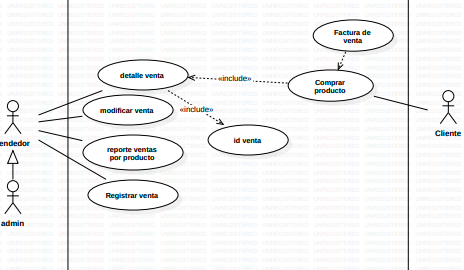 Factura de
venta
detalle venta
«include»
Comprar
producto
modificar venta
«include»
Cliente
endedor
reporte ventas
por producto
id venta
Registrar venta
admin